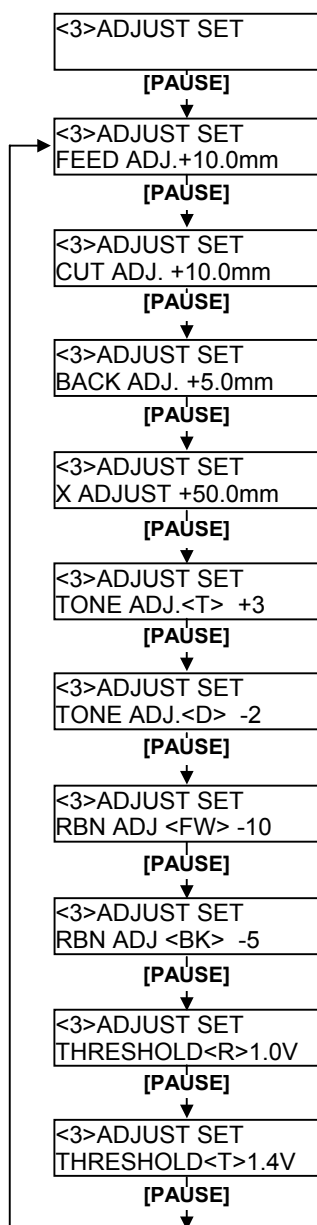 <3>ADJUST SET
[PAUSE]
<3>ADJUST SET
FEED ADJ.+10.0mm
[PAUSE]
<3>ADJUST SET
CUT ADJ. +10.0mm
[PAUSE]
<3>ADJUST SET
BACK ADJ. +5.0mm
[PAUSE]
<3>ADJUST SET
X ADJUST +50.0mm
[PAUSE]
<3>ADJUST SET
TONE ADJ.<T> +3
[PAUSE]
<3>ADJUST SET
TONE ADJ.<D> -2
[PAUSE]
<3>ADJUST SET
RBN ADJ <FW> -10
[PAUSE]
<3>ADJUST SET
RBN ADJ <BK> -5
[PAUSE]
<3>ADJUST SET
THRESHOLD<R>1.0V
[PAUSE]
<3>ADJUST SET
THRESHOLD<T>1.4V
[PAUSE]